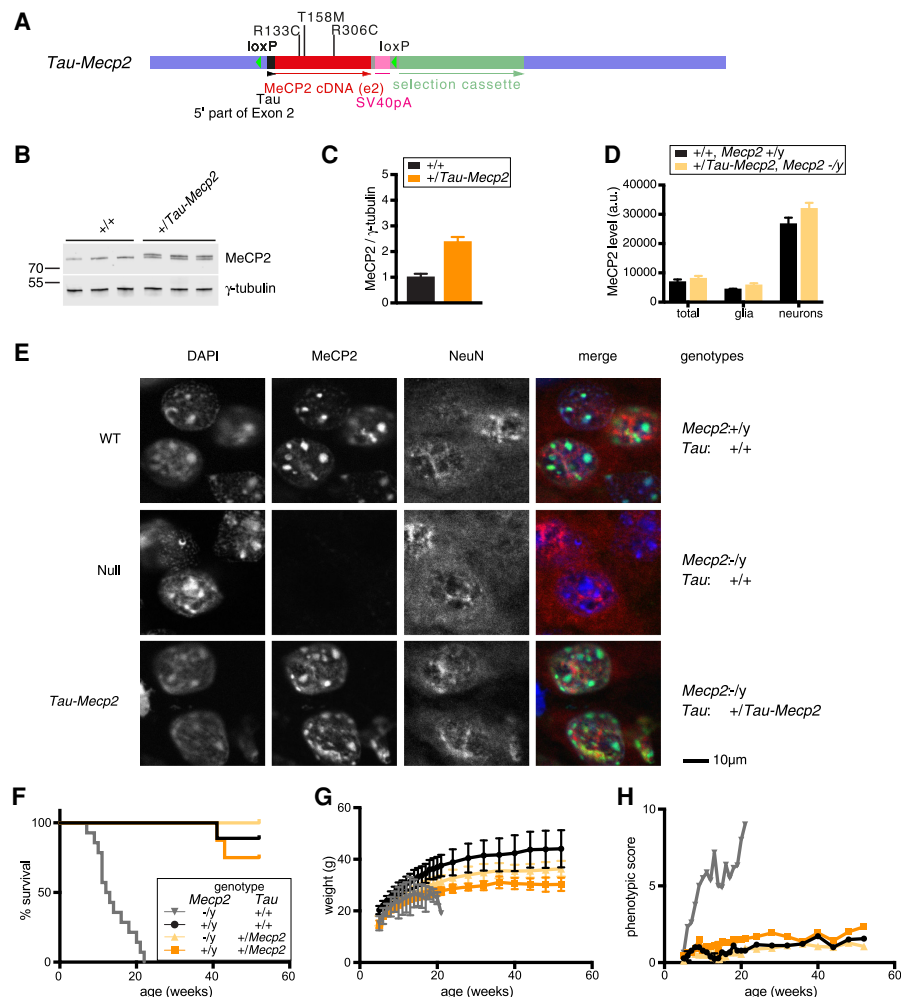 A
T158M
R133C R306C
loxP loxP
Tau-Mecp2
MeCP2 cDNA (e2) selection cassette
Tau SV40pA
5' part of Exon 2
B
+/+ +/Tau-Mecp2
MeCP2
70
55
γ-tubulin
C
+/+
+/Tau-Mecp2
MeCP2 / γ-tubulin
5
4
3
2
1
0
D
+/+, Mecp2 +/y
+/Tau-Mecp2, Mecp2 -/y
MeCP2 level (a.u.)
40000
30000
20000
10000
0
total glia neurons
E
DAPI MeCP2 NeuN merge genotypes
WT
Mecp2:+/y
Tau: +/+
Null
Mecp2:-/y
Tau: +/+
Tau-Mecp2
Mecp2:-/y
Tau: +/Tau-Mecp2
10µm
F
% survival
100
50
0
genotype
Mecp2 Tau
-/y +/+
+/y +/+
-/y +/Mecp2
+/y +/Mecp2
0 20 40 60
age (weeks)
G
weight (g)
60
40
20
0
0 20 40 60
age (weeks)
H
phenotypic score
10
5
0
0 20 40 60
age (weeks)